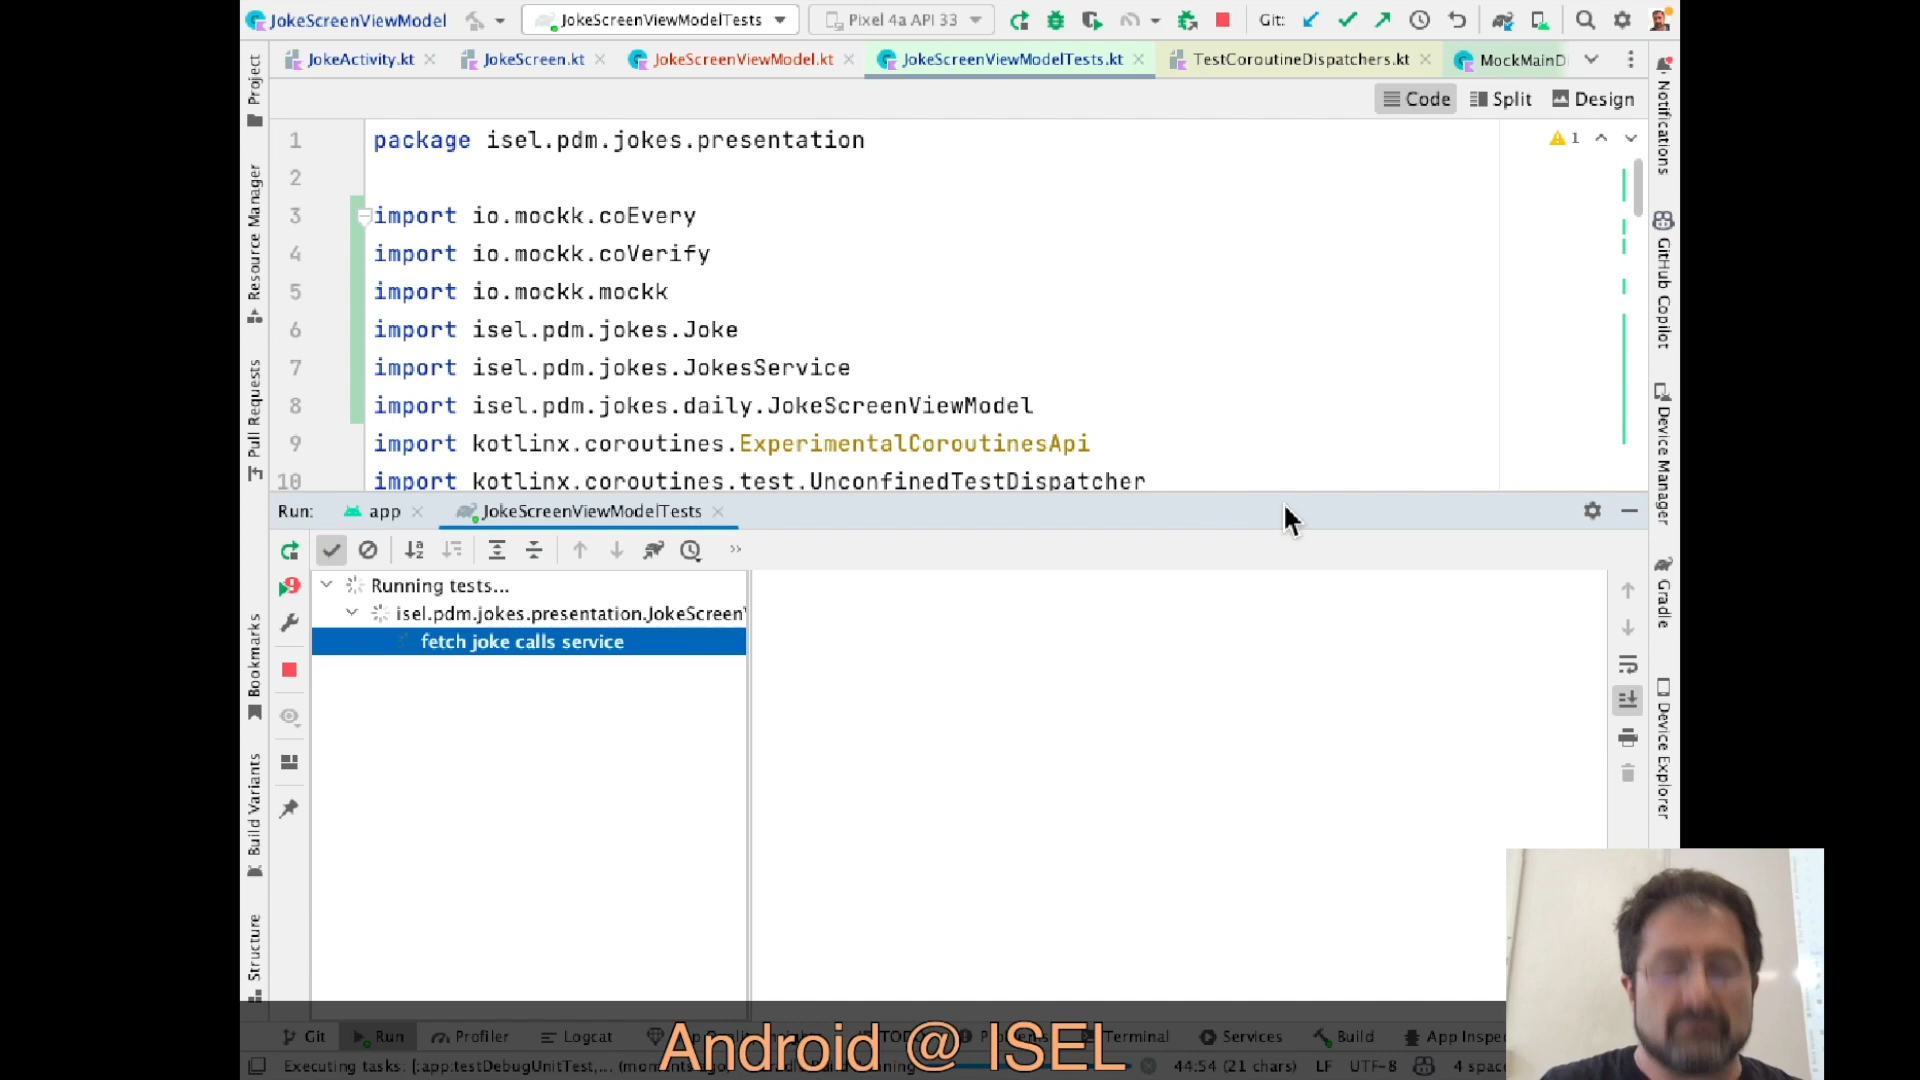 JokeScreenViewModel
JokeScreenViewModelTests
Pixel 4a API 33
Git:
JokeActivity.kt
JokeScreen.kt
JokeScreenViewModel.kt
JokeScreenViewModelTests.kt
TestCoroutineDispatchers.kt
MockMainD
Code
Split
Design
1 package isel.pdm.jokes.presentation
1
2
3 import io.mockk.coEvery
4 import io.mockk.coVerify
5 import io.mockk.mockk
6 import isel.pdm.jokes.Joke
7 import isel.pdm.jokes.JokesService
8 import isel.pdm.jokes.daily.JokeScreenViewModel
9 import kotlinx.coroutines.ExperimentalCoroutinesApi
10 import kotlinx.coroutines.test.UnconfinedTestDispatcher
Project
Resource Manager
Pull Requests
Bookmarks
Build Variants
Structure
Notifications
GitHub Copilot
Device Manager
Gradle
Device Explorer
Run:
app
JokeScreenViewModelTests
9
Running tests...
isel.pdm.jokes.presentation.JokeScreen
fetch joke calls service
Git
Run
Profiler
Logcat
Terminal
Services
Build
App Inspe
Android @ ISEL
Executing tasks: [:app:testDebugUnitTest,... (moments ago)
44:54 (21 chars)
LF
UTF-8
4 space